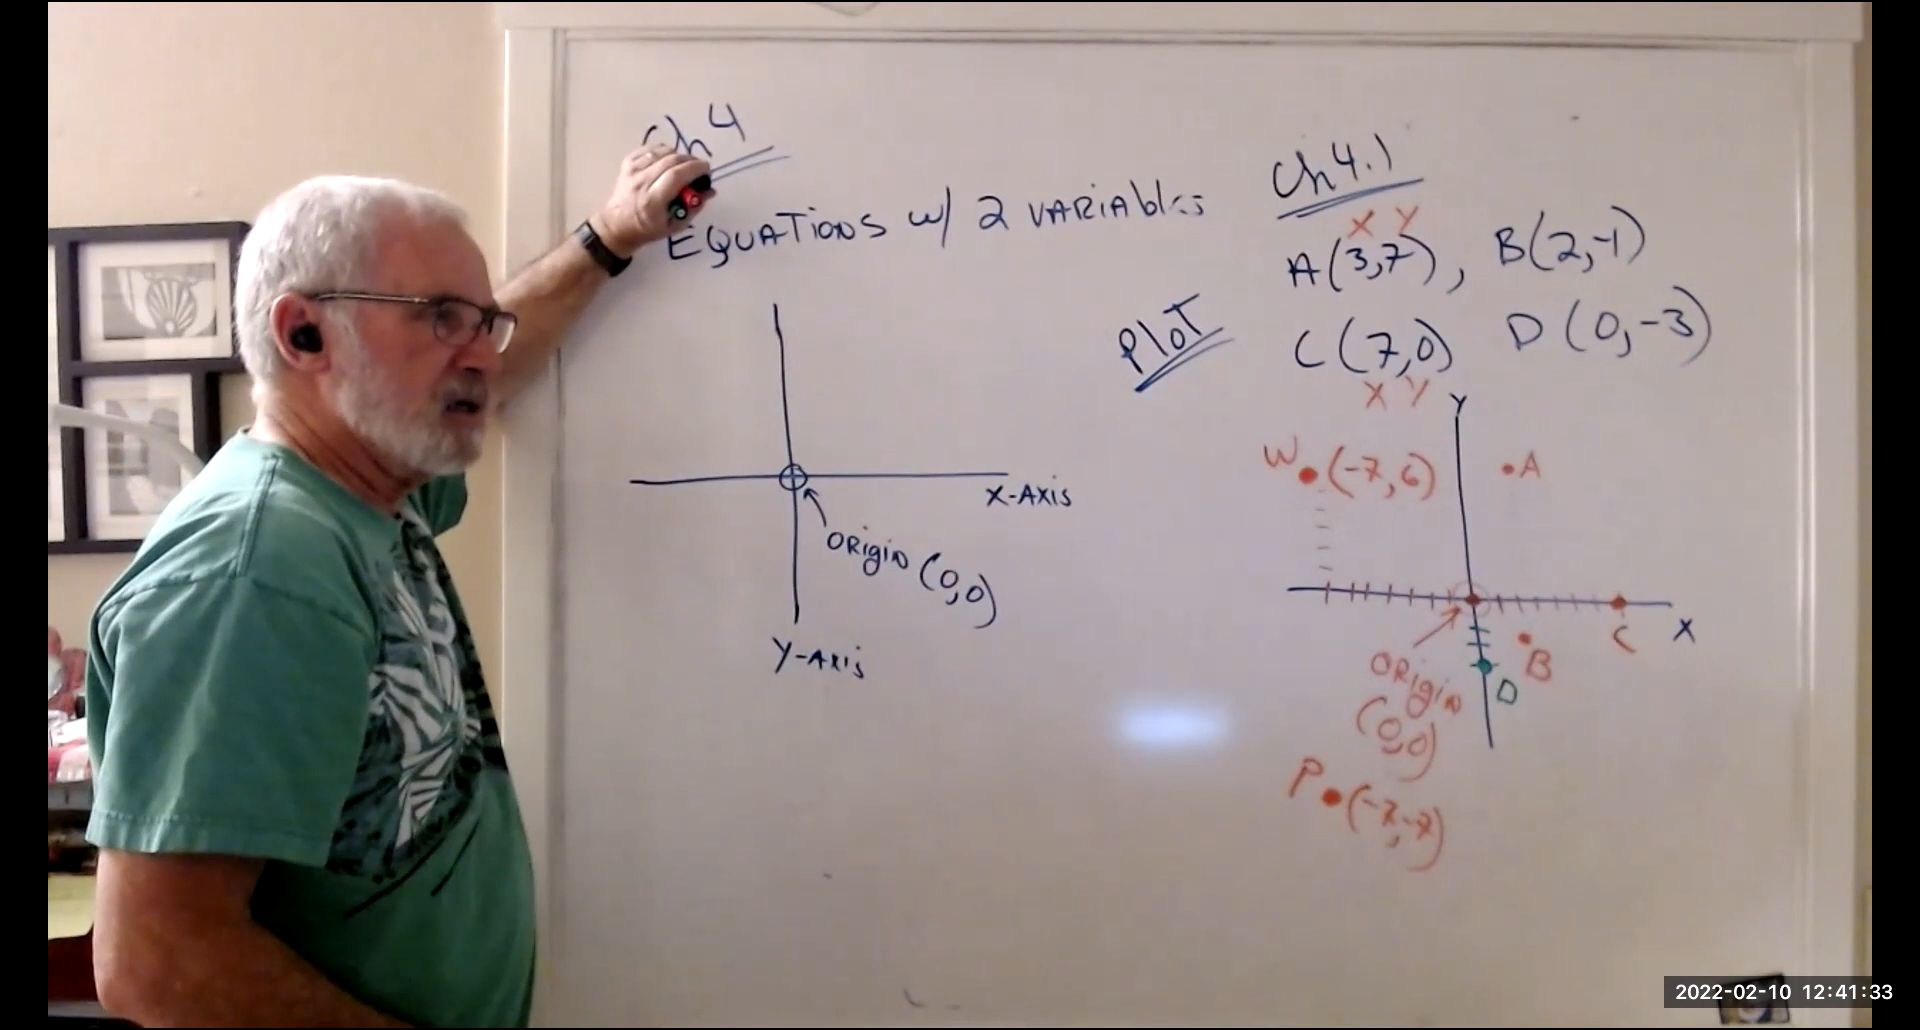 Ch 4
EQUATIONS w/ 2 VARIABLES
X-AXIS
ORIGIN (0,0)
Y-AXIS
Ch 4.1
X Y
A(3,7), B(2,-1)
PLOT
C(7,0) D(0,-3)
X Y
Y
W (-7,6)
A
X
C
B
D
ORIGIN
(0,0)
P (-7,-7)
2022-02-10 12:41:33